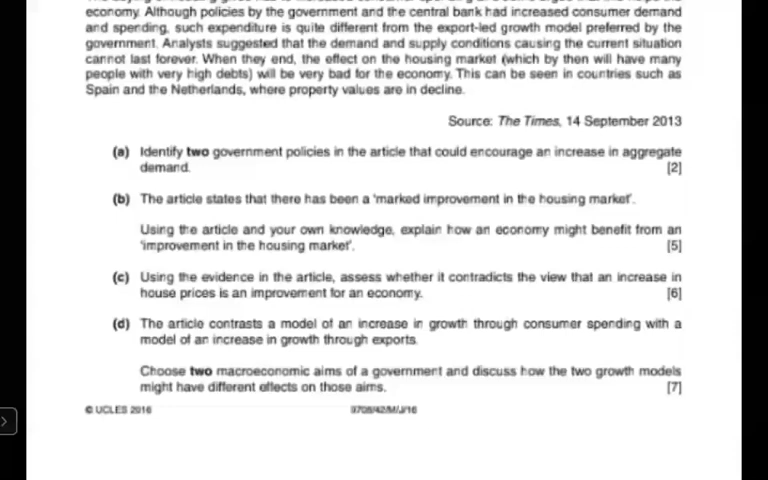 economy. Although policies by the government and the central bank had increased consumer demand
and spending, such expenditure is quite different from the export-led growth model preferred by the
government. Analysts suggested that the demand and supply conditions causing the current situation
cannot last forever. When they end, the effect on the housing market (which by then will have many
people with very high debts) will be very bad for the economy. This can be seen in countries such as
Spain and the Netherlands, where property values are in decline.
Source: The Times, 14 September 2013
(a) Identify two government policies in the article that could encourage an increase in aggregate
demand. [2]
(b) The article states that there has been a 'marked improvement in the housing market'.
Using the article and your own knowledge, explain how an economy might benefit from an
'improvement in the housing market'. [5]
(c) Using the evidence in the article, assess whether it contradicts the view that an increase in
house prices is an improvement for an economy. [6]
(d) The article contrasts a model of an increase in growth through consumer spending with a
model of an increase in growth through exports.
Choose two macroeconomic aims of a government and discuss how the two growth models
might have different effects on those aims. [7]
© UCLES 2016 9708/42/M/J/16